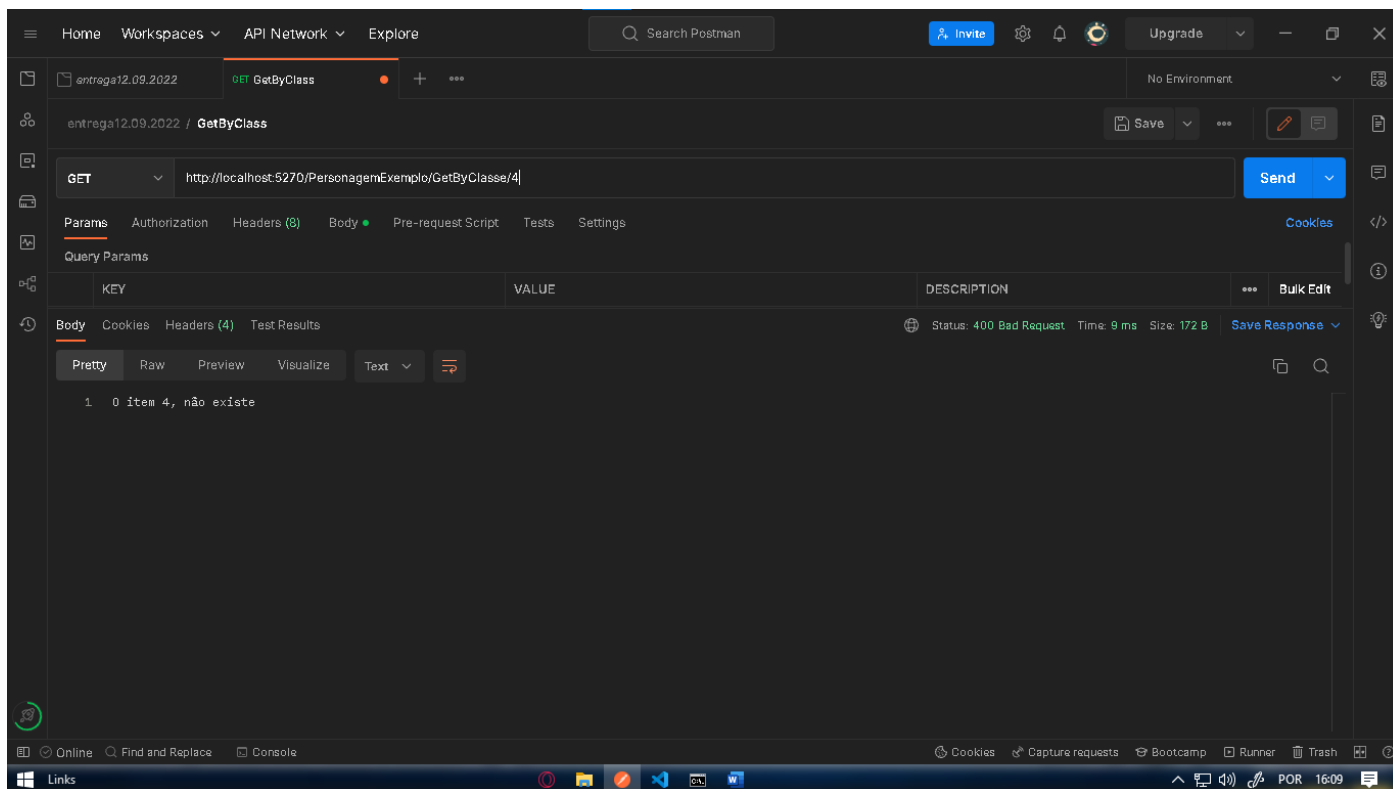 Home Workspaces API Network Explore Search Postman Invite Upgrade
entrega12.09.2022 GET GetByClass No Environment
entrega12.09.2022 / GetByClass Save
GET http://localhost:5270/PersonagemExemplo/GetByClasse/4 Send
Params Authorization Headers (8) Body Pre-request Script Tests Settings Cookies
Query Params
KEY VALUE DESCRIPTION Bulk Edit
Body Cookies Headers (4) Test Results Status: 400 Bad Request Time: 9 ms Size: 172 B Save Response
Pretty Raw Preview Visualize Text
1 O item 4, não existe
Online Find and Replace Console Cookies Capture requests Bootcamp Runner Trash
Links POR 16:09